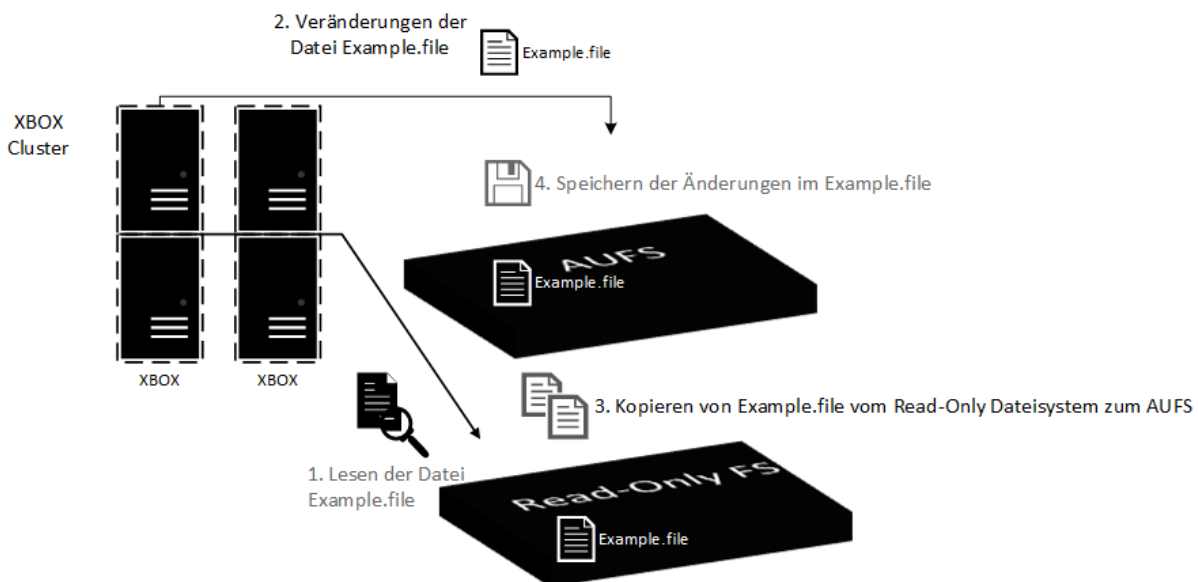 2. Veränderungen der
Datei Example.file
Example.file
XBOX
Cluster
4. Speichern der Änderungen im Example.file
AUFS
Example.file
XBOX
XBOX
3. Kopieren von Example.file vom Read-Only Dateisystem zum AUFS
1. Lesen der Datei
Example.file
Read-Only FS
Example.file